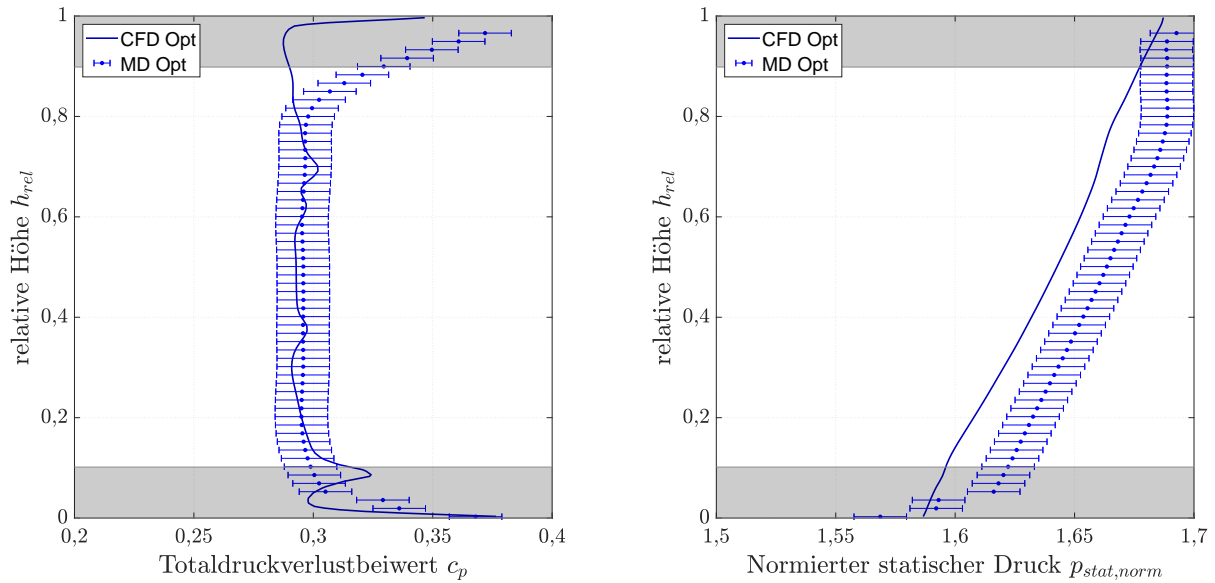 CFD Opt
MD Opt
1
0,8
0,6
0,4
0,2
0
relative Höhe h_rel
0,2 0,25 0,3 0,35 0,4
Totaldruckverlustbeiwert c_p
CFD Opt
MD Opt
1
0,8
0,6
0,4
0,2
0
relative Höhe h_rel
1,5 1,55 1,6 1,65 1,7
Normierter statischer Druck p_stat,norm